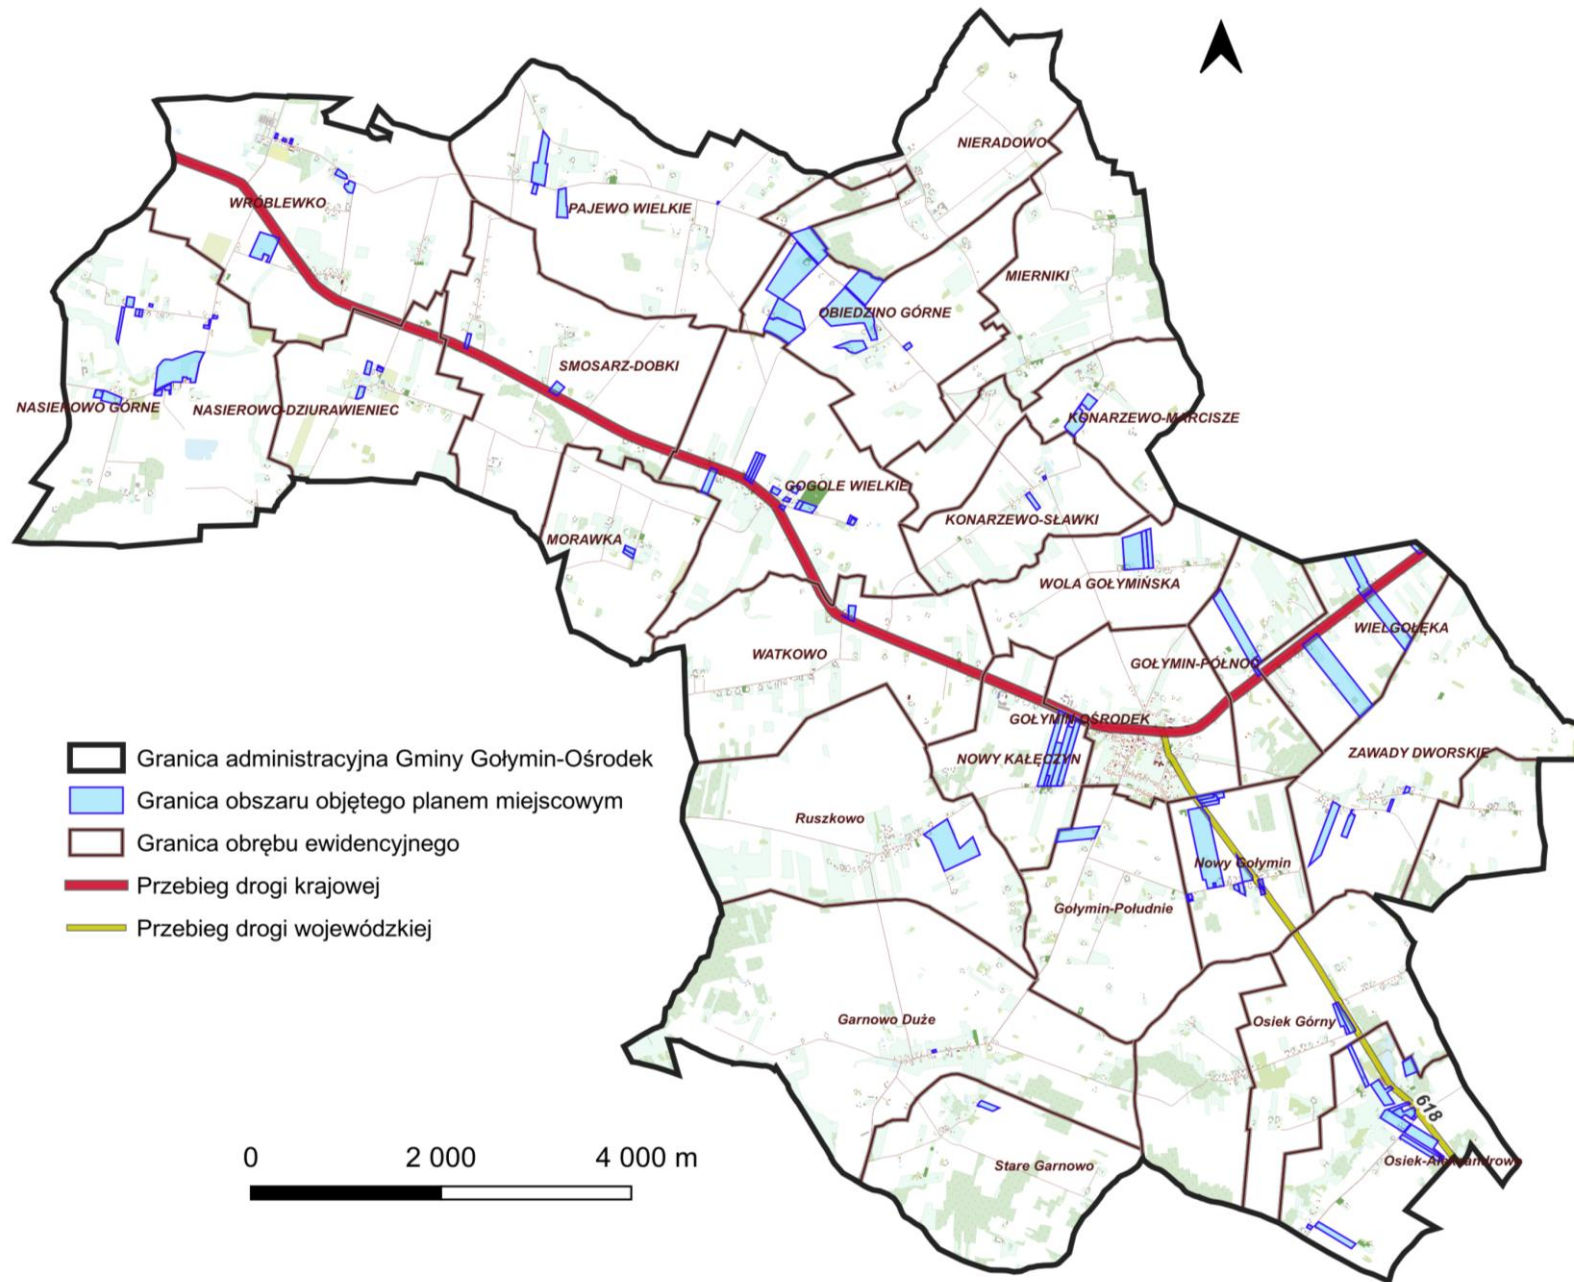 NIERADOWO
WRÓBLEWKO
PAJEWO WIELKIE
MIERNIKI
OBIEDZINO GÓRNE
SMOSARZ-DOBKI
NASIEROWO GÓRNE
NASIEROWO-DZIURAWIENIEC
KONARZEWO-MARCISZE
GOGOLE WIELKIE
KONARZEWO-SŁAWKI
MORAWKA
WOLA GOŁYMIŃSKA
WIELGOŁĘKA
WATKOWO
GOŁYMIN-PÓŁNOC
GOŁYMIN-OŚRODEK
NOWY KAŁĘCZYN
ZAWADY DWORSKIE
Granica administracyjna Gminy Gołymin-Ośrodek
Granica obszaru objętego planem miejscowym
Granica obrębu ewidencyjnego
Przebieg drogi krajowej
Przebieg drogi wojewódzkiej
Ruszkowo
Nowy Gołymin
Gołymin-Południe
Garnowo Duże
Osiek Górny
618
Osiek-Aleksandrowo
Stare Garnowo
0 2 000 4 000 m